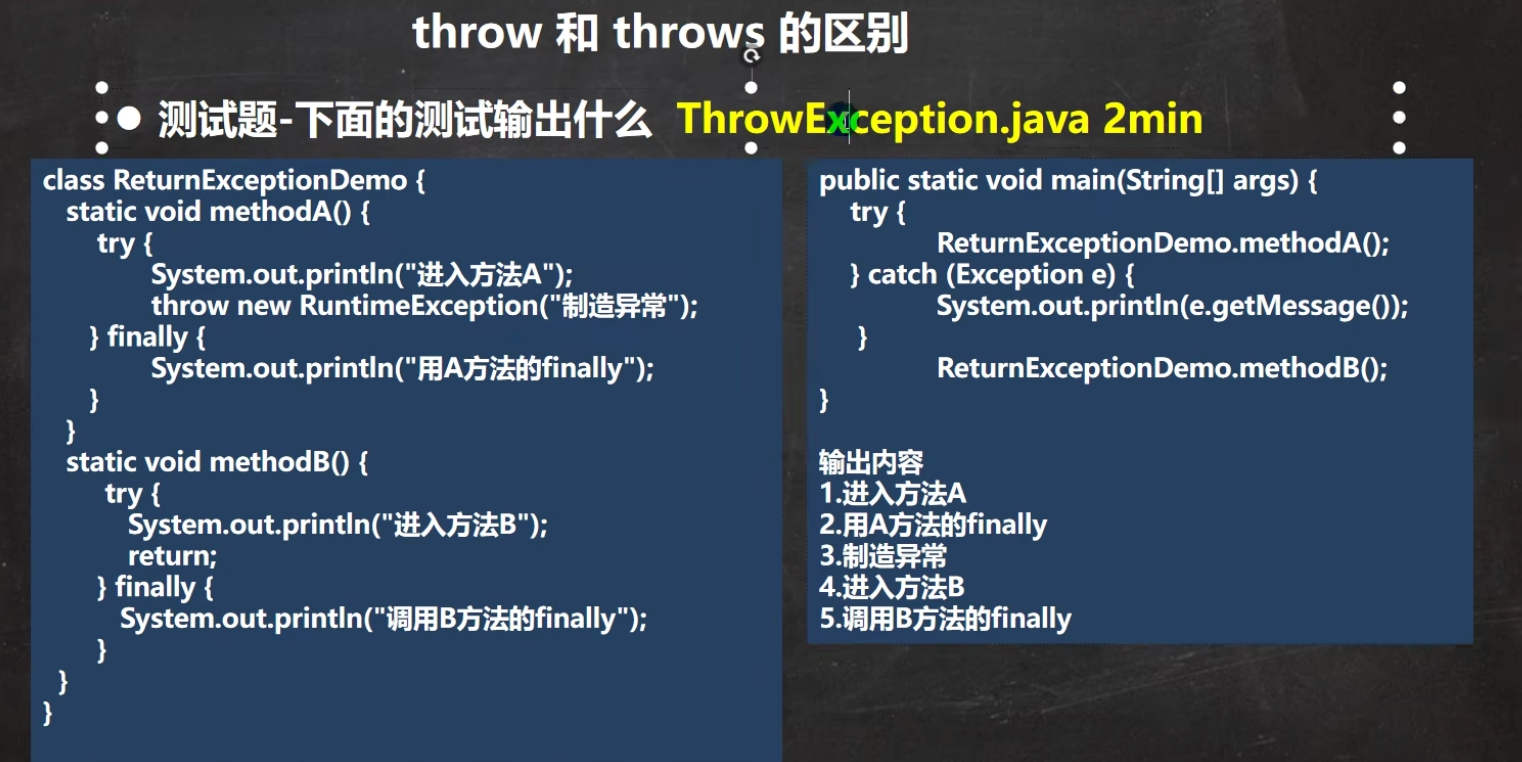 throw 和 throws 的区别
● 测试题-下面的测试输出什么 ThrowException.java 2min
class ReturnExceptionDemo {
static void methodA() {
try {
System.out.println("进入方法A");
throw new RuntimeException("制造异常");
} finally {
System.out.println("用A方法的finally");
}
}
static void methodB() {
try {
System.out.println("进入方法B");
return;
} finally {
System.out.println("调用B方法的finally");
}
}
}
public static void main(String[] args) {
try {
ReturnExceptionDemo.methodA();
} catch (Exception e) {
System.out.println(e.getMessage());
}
ReturnExceptionDemo.methodB();
}
输出内容
1.进入方法A
2.用A方法的finally
3.制造异常
4.进入方法B
5.调用B方法的finally